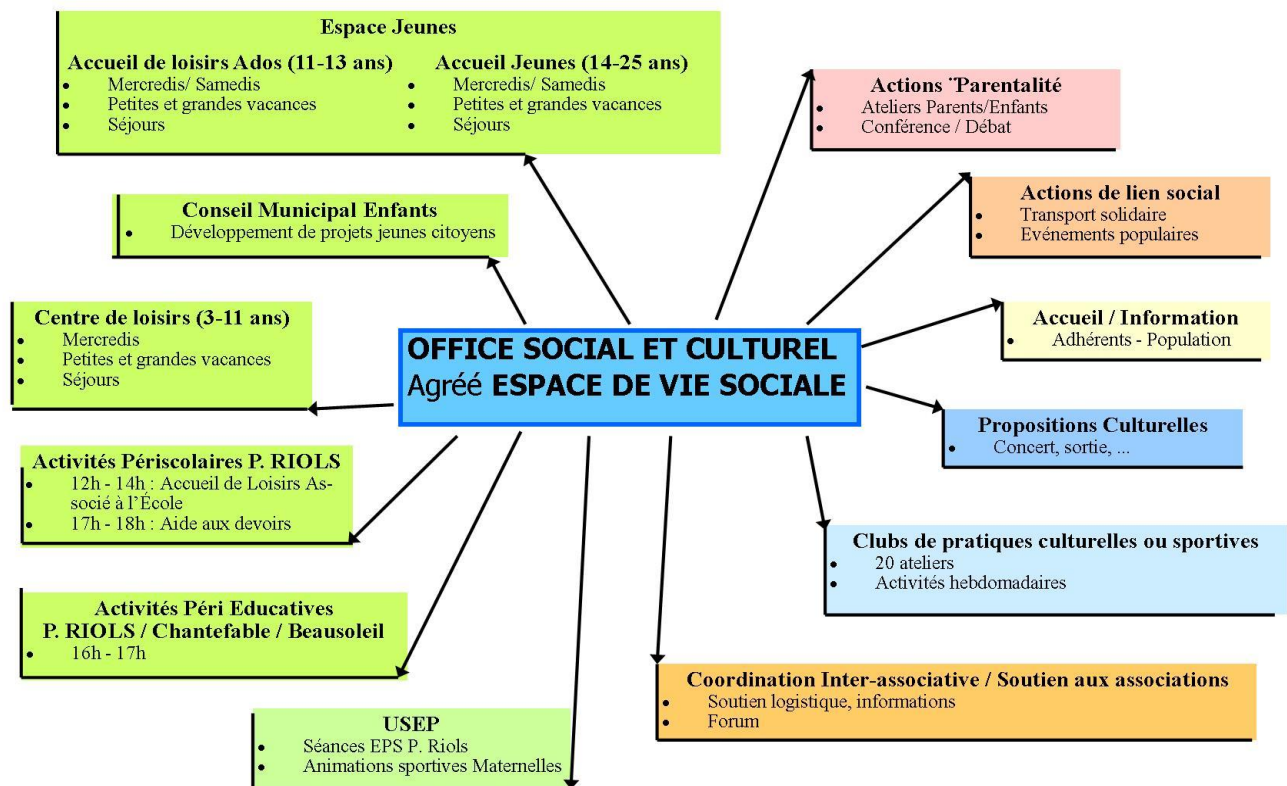 Espace Jeunes
Accueil de loisirs Ados (11-13 ans)
• Mercredis/ Samedis
• Petites et grandes vacances
• Séjours
Accueil Jeunes (14-25 ans)
• Mercredis/ Samedis
• Petites et grandes vacances
• Séjours
Actions ¨Parentalité
• Ateliers Parents/Enfants
• Conférence / Débat
Conseil Municipal Enfants
• Développement de projets jeunes citoyens
Actions de lien social
• Transport solidaire
• Evénements populaires
Centre de loisirs (3-11 ans)
• Mercredis
• Petites et grandes vacances
• Séjours
OFFICE SOCIAL ET CULTUREL
Agréé ESPACE DE VIE SOCIALE
Accueil / Information
• Adhérents - Population
Propositions Culturelles
• Concert, sortie, ...
Activités Périscolaires P. RIOLS
• 12h - 14h : Accueil de Loisirs As-
socié à l’École
• 17h - 18h : Aide aux devoirs
Clubs de pratiques culturelles ou sportives
• 20 ateliers
• Activités hebdomadaires
Activités Péri Educatives
P. RIOLS / Chantefable / Beausoleil
• 16h - 17h
Coordination Inter-associative / Soutien aux associations
• Soutien logistique, informations
• Forum
USEP
• Séances EPS P. Riols
• Animations sportives Maternelles